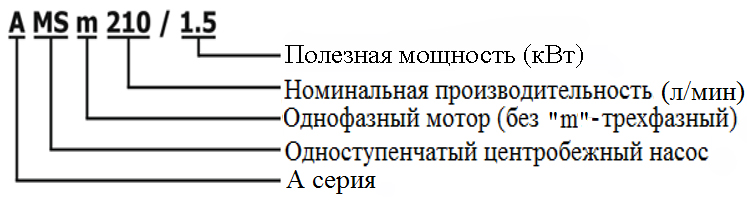 A MS m 210 / 1.5
Полезная мощность (кВт)
Номинальная производительность (л/мин)
Однофазный мотор (без "m"-трехфазный)
Одноступенчатый центробежный насос
А серия